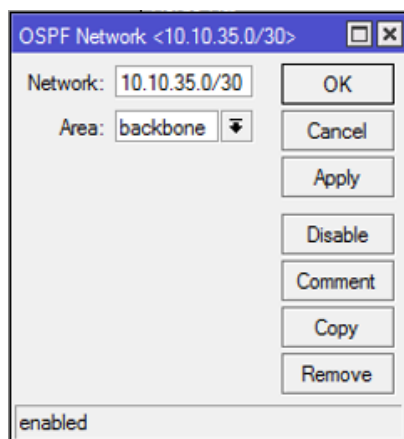 OSPF Network <10.10.35.0/30>
Network: 10.10.35.0/30
OK
Area: backbone
Cancel
Apply
Disable
Comment
Copy
Remove
enabled